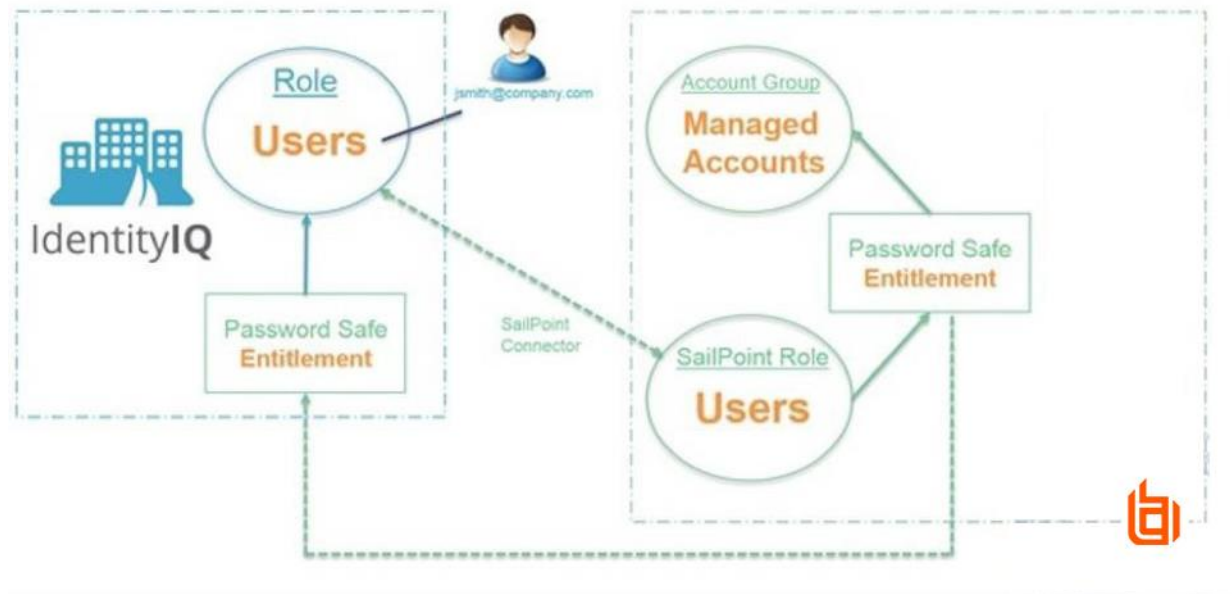 Role
Users
jsmith@company.com
IdentityIQ
Password Safe
Entitlement
SailPoint
Connector
Account Group
Managed
Accounts
Password Safe
Entitlement
SailPoint Role
Users